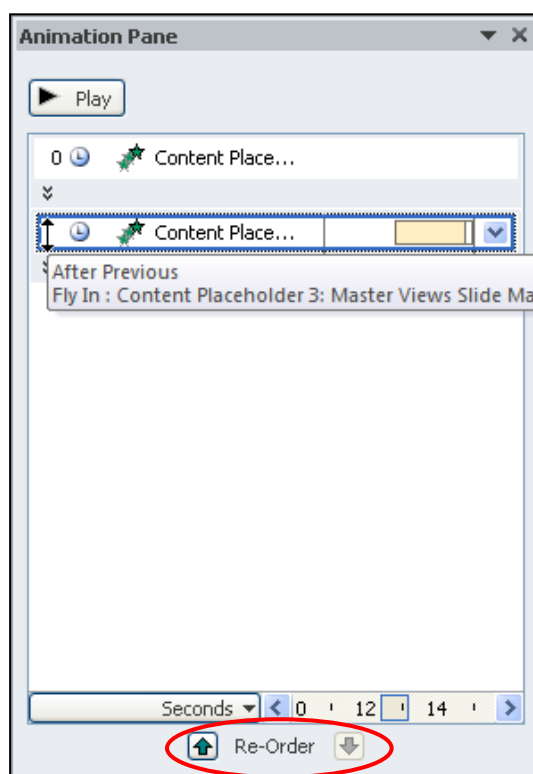 Animation Pane
Play
0 Content Place...
Content Place...
After Previous
Fly In : Content Placeholder 3: Master Views Slide Ma
Seconds 0 12 14
Re-Order